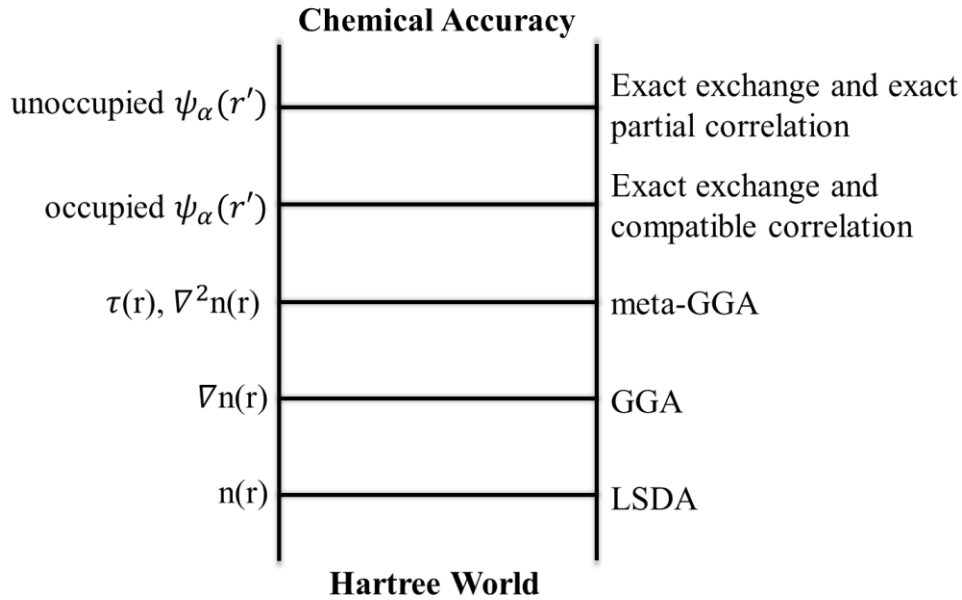 Chemical Accuracy
unoccupied ψα(r′)
Exact exchange and exact
partial correlation
occupied ψα(r′)
Exact exchange and
compatible correlation
τ(r), ∇²n(r)
meta-GGA
∇n(r)
GGA
n(r)
LSDA
Hartree World